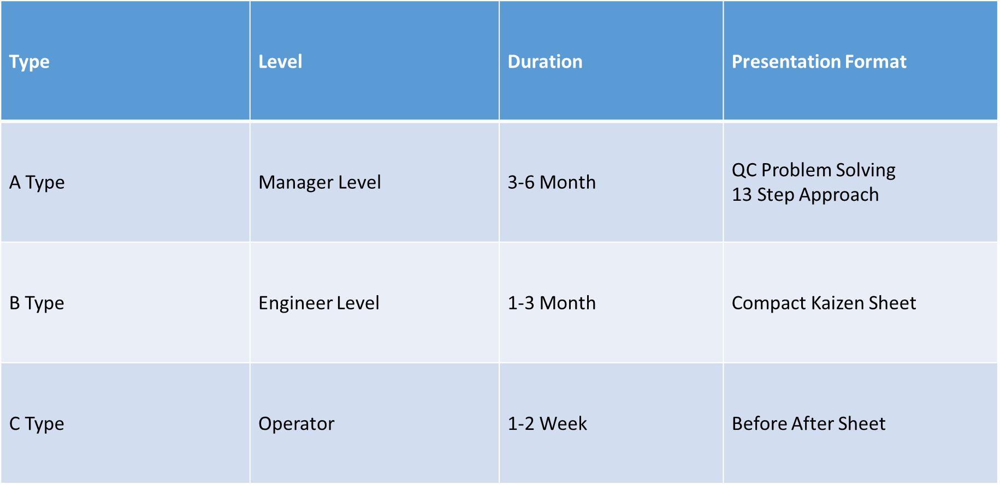 Type Level Duration Presentation Format
A Type Manager Level 3-6 Month QC Problem Solving
13 Step Approach
B Type Engineer Level 1-3 Month Compact Kaizen Sheet
C Type Operator 1-2 Week Before After Sheet